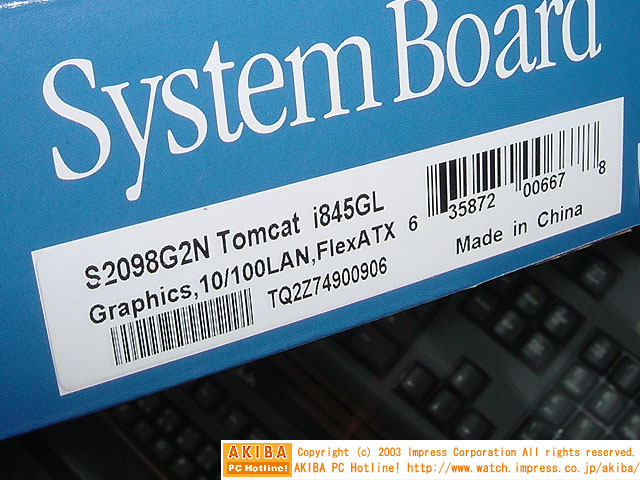 System Board
S2098G2N Tomcat i845GL
Graphics,10/100LAN,FlexATX
TQ2Z74900906
6 35872 00667 8
Made in China
AKIBA
PC Hotline!
Copyright (c) 2003 Impress Corporation All rights reserved.
AKIBA PC Hotline! http://www.watch.impress.co.jp/akiba/